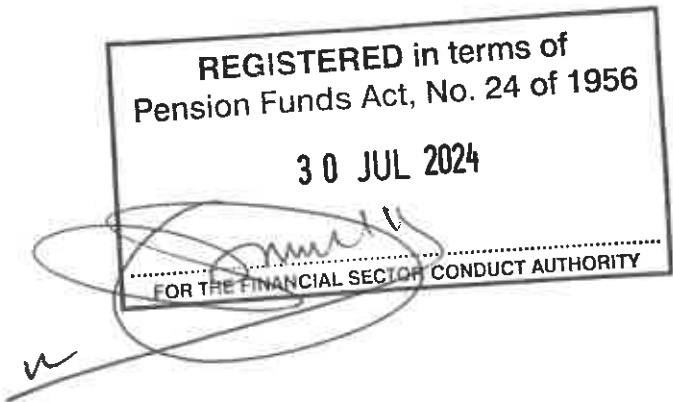 REGISTERED in terms of
Pension Funds Act, No. 24 of 1956
30 JUL 2024
FOR THE FINANCIAL SECTOR CONDUCT AUTHORITY